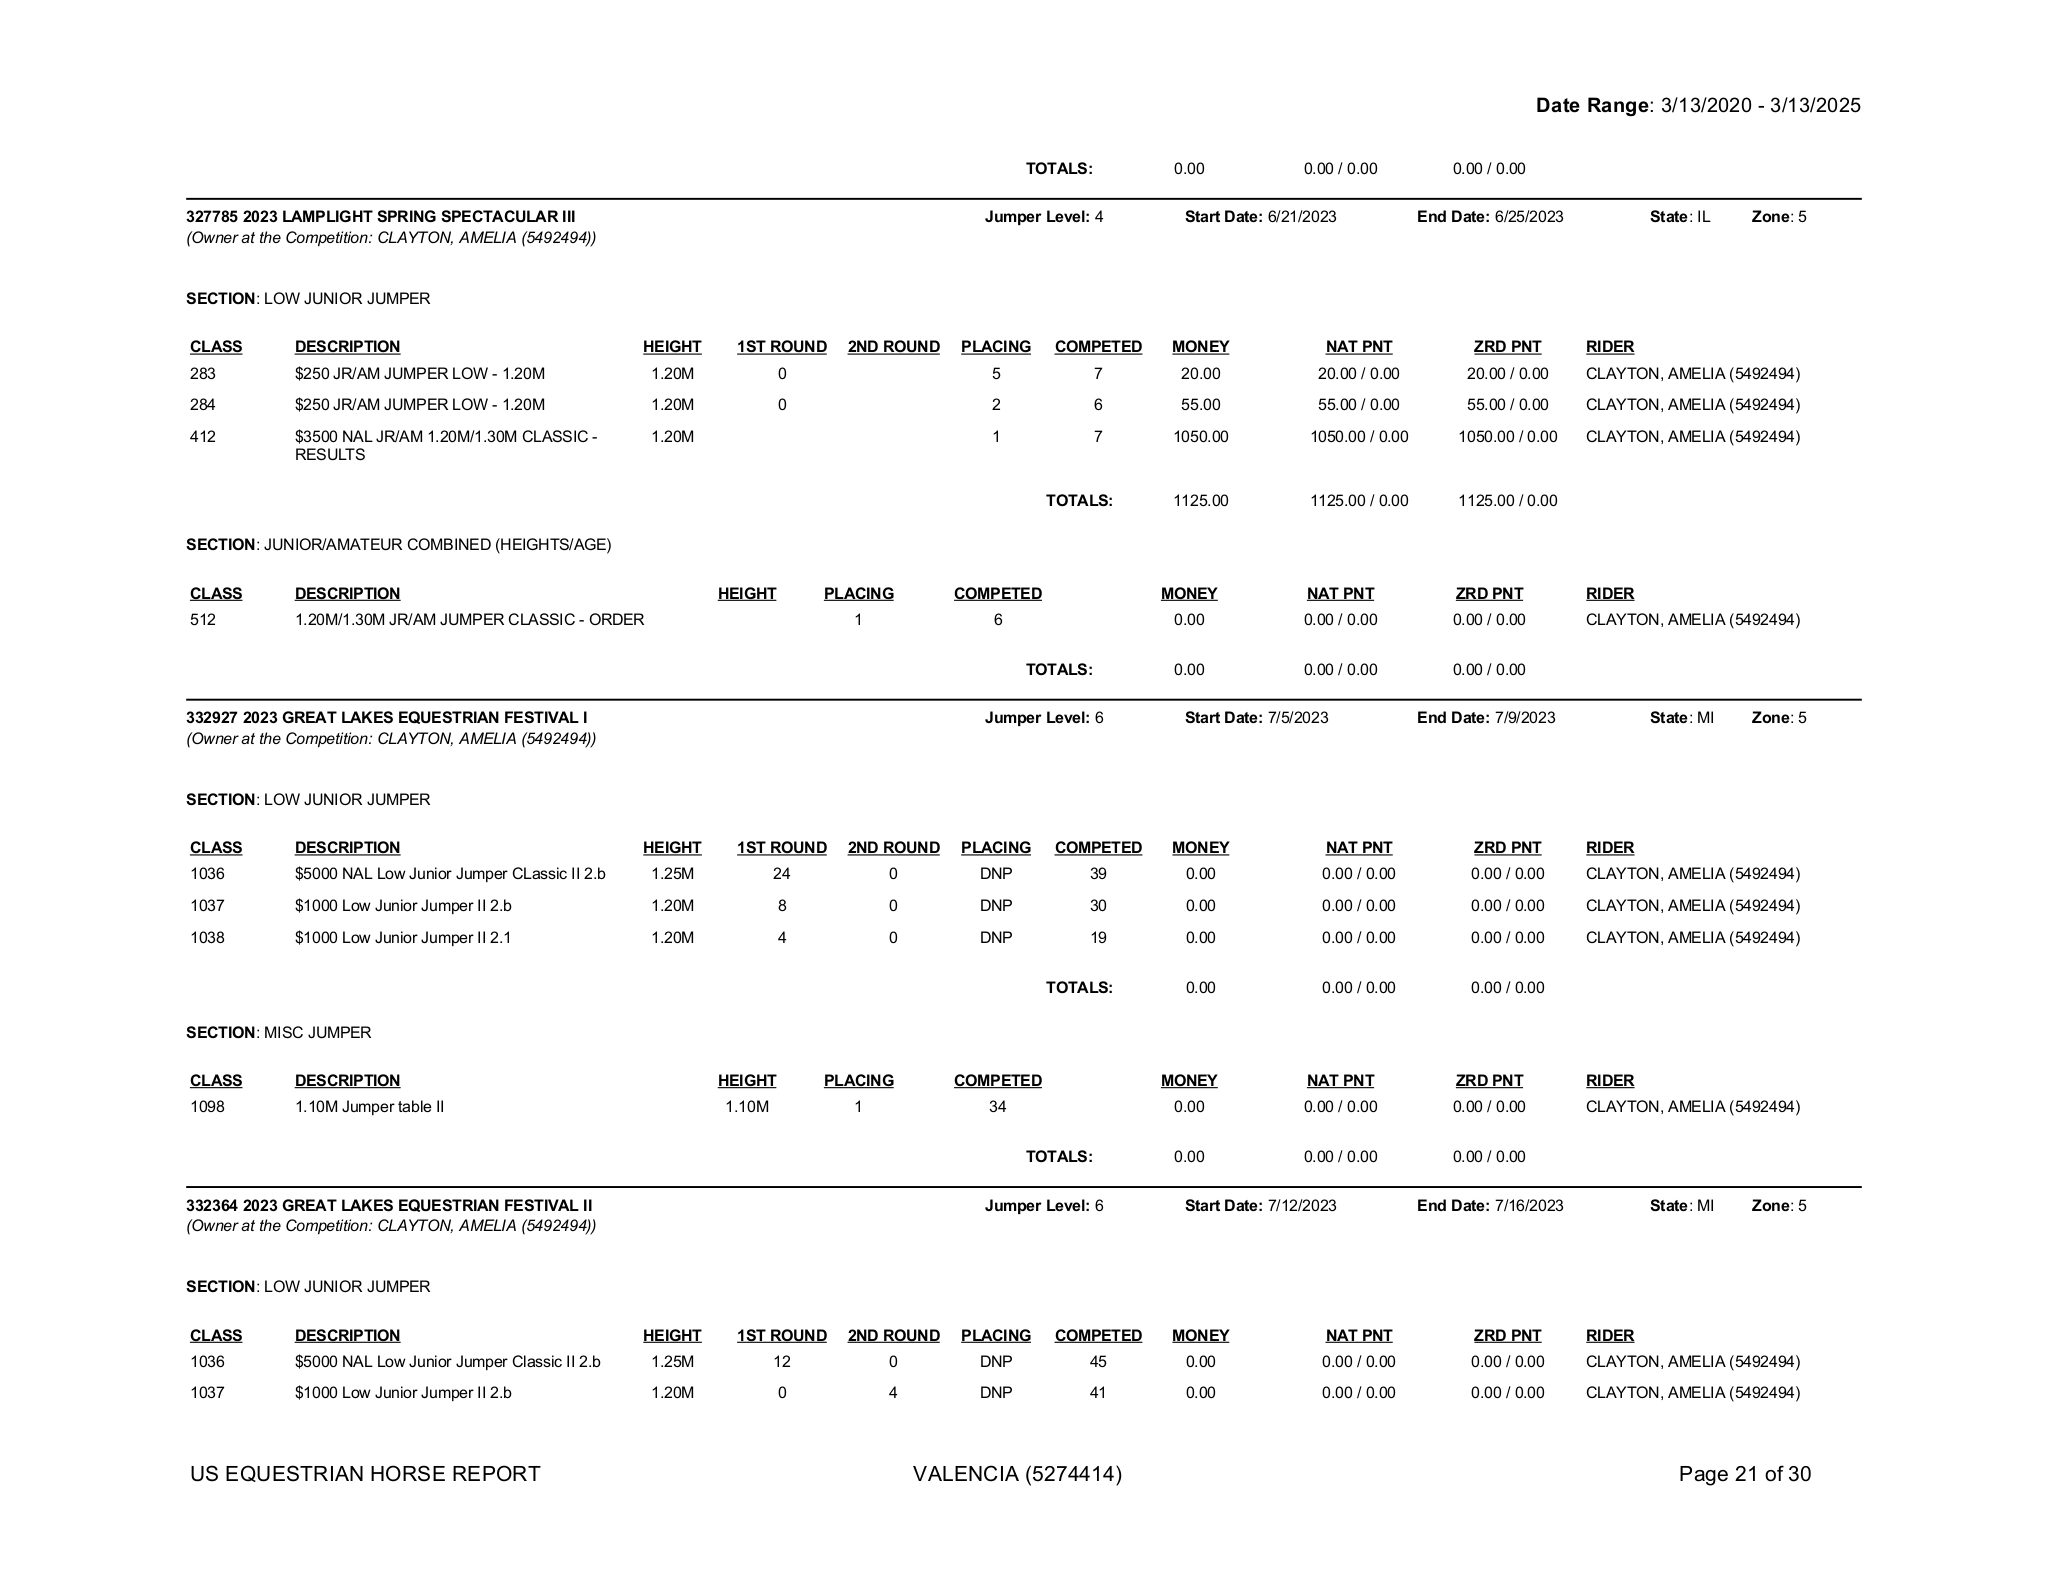 Date Range: 3/13/2020 - 3/13/2025
TOTALS: 0.00 0.00 / 0.00 0.00 / 0.00
327785 2023 LAMPLIGHT SPRING SPECTACULAR III Jumper Level: 4 Start Date: 6/21/2023 End Date: 6/25/2023 State: IL Zone: 5
(Owner at the Competition: CLAYTON, AMELIA (5492494))
SECTION: LOW JUNIOR JUMPER
CLASS DESCRIPTION HEIGHT 1ST ROUND 2ND ROUND PLACING COMPETED MONEY NAT PNT ZRD PNT RIDER
283 $250 JR/AM JUMPER LOW - 1.20M 1.20M 0 5 7 20.00 20.00 / 0.00 20.00 / 0.00 CLAYTON, AMELIA (5492494)
284 $250 JR/AM JUMPER LOW - 1.20M 1.20M 0 2 6 55.00 55.00 / 0.00 55.00 / 0.00 CLAYTON, AMELIA (5492494)
412 $3500 NAL JR/AM 1.20M/1.30M CLASSIC - 1.20M 1 7 1050.00 1050.00 / 0.00 1050.00 / 0.00 CLAYTON, AMELIA (5492494)
RESULTS
TOTALS: 1125.00 1125.00 / 0.00 1125.00 / 0.00
SECTION: JUNIOR/AMATEUR COMBINED (HEIGHTS/AGE)
CLASS DESCRIPTION HEIGHT PLACING COMPETED MONEY NAT PNT ZRD PNT RIDER
512 1.20M/1.30M JR/AM JUMPER CLASSIC - ORDER 1 6 0.00 0.00 / 0.00 0.00 / 0.00 CLAYTON, AMELIA (5492494)
TOTALS: 0.00 0.00 / 0.00 0.00 / 0.00
332927 2023 GREAT LAKES EQUESTRIAN FESTIVAL I Jumper Level: 6 Start Date: 7/5/2023 End Date: 7/9/2023 State: MI Zone: 5
(Owner at the Competition: CLAYTON, AMELIA (5492494))
SECTION: LOW JUNIOR JUMPER
CLASS DESCRIPTION HEIGHT 1ST ROUND 2ND ROUND PLACING COMPETED MONEY NAT PNT ZRD PNT RIDER
1036 $5000 NAL Low Junior Jumper CLassic II 2.b 1.25M 24 0 DNP 39 0.00 0.00 / 0.00 0.00 / 0.00 CLAYTON, AMELIA (5492494)
1037 $1000 Low Junior Jumper II 2.b 1.20M 8 0 DNP 30 0.00 0.00 / 0.00 0.00 / 0.00 CLAYTON, AMELIA (5492494)
1038 $1000 Low Junior Jumper II 2.1 1.20M 4 0 DNP 19 0.00 0.00 / 0.00 0.00 / 0.00 CLAYTON, AMELIA (5492494)
TOTALS: 0.00 0.00 / 0.00 0.00 / 0.00
SECTION: MISC JUMPER
CLASS DESCRIPTION HEIGHT PLACING COMPETED MONEY NAT PNT ZRD PNT RIDER
1098 1.10M Jumper table II 1.10M 1 34 0.00 0.00 / 0.00 0.00 / 0.00 CLAYTON, AMELIA (5492494)
TOTALS: 0.00 0.00 / 0.00 0.00 / 0.00
332364 2023 GREAT LAKES EQUESTRIAN FESTIVAL II Jumper Level: 6 Start Date: 7/12/2023 End Date: 7/16/2023 State: MI Zone: 5
(Owner at the Competition: CLAYTON, AMELIA (5492494))
SECTION: LOW JUNIOR JUMPER
CLASS DESCRIPTION HEIGHT 1ST ROUND 2ND ROUND PLACING COMPETED MONEY NAT PNT ZRD PNT RIDER
1036 $5000 NAL Low Junior Jumper Classic II 2.b 1.25M 12 0 DNP 45 0.00 0.00 / 0.00 0.00 / 0.00 CLAYTON, AMELIA (5492494)
1037 $1000 Low Junior Jumper II 2.b 1.20M 0 4 DNP 41 0.00 0.00 / 0.00 0.00 / 0.00 CLAYTON, AMELIA (5492494)
US EQUESTRIAN HORSE REPORT VALENCIA (5274414) Page 21 of 30